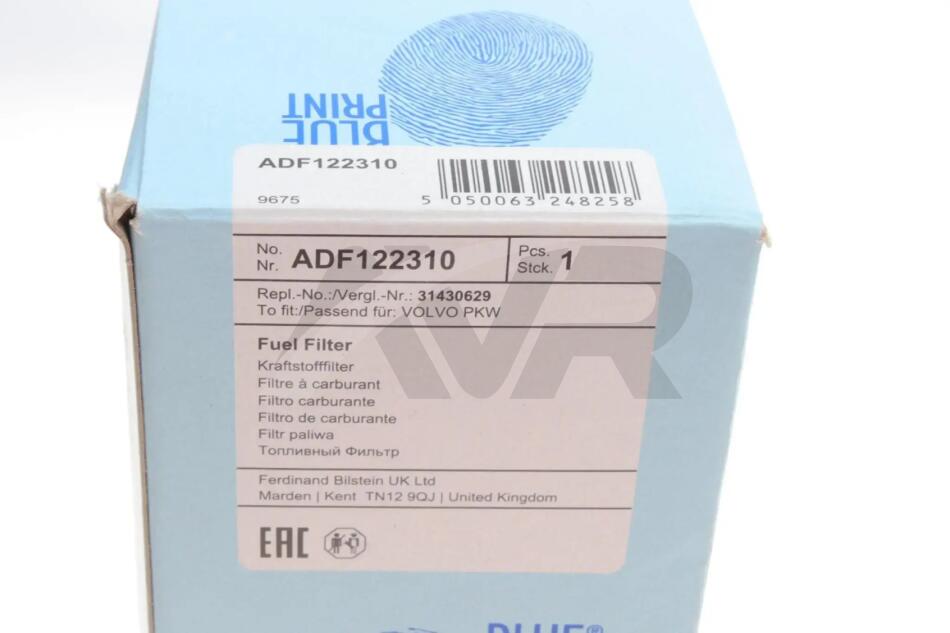 BLUE
PRINT
ADF122310
9675
5 050063 248258
No.
Nr. ADF122310
Pcs.
Stck. 1
Repl.-No.:/Vergl.-Nr.: 31430629
To fit:/Passend für: VOLVO PKW
Fuel Filter
Kraftstofffilter
Filtre à carburant
Filtro carburante
Filtro de carburante
Filtr paliwa
Топливный Фильтр
Ferdinand Bilstein UK Ltd
Marden | Kent TN12 9QJ | United Kingdom
EAC
BLUE®